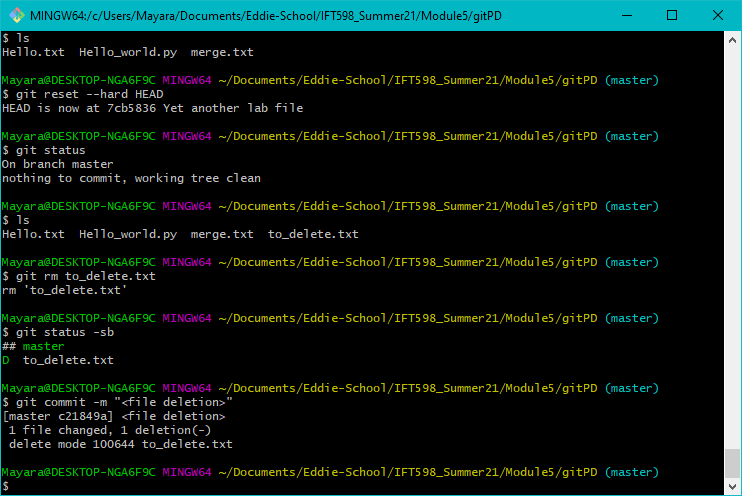 MINGW64:/c/Users/Mayara/Documents/Eddie-School/IFT598_Summer21/Module5/gitPD
$ ls
Hello.txt  Hello_world.py  merge.txt
Mayara@DESKTOP-NGA6F9C MINGW64 ~/Documents/Eddie-School/IFT598_Summer21/Module5/gitPD (master)
$ git reset --hard HEAD
HEAD is now at 7cb5836 Yet another lab file
Mayara@DESKTOP-NGA6F9C MINGW64 ~/Documents/Eddie-School/IFT598_Summer21/Module5/gitPD (master)
$ git status
On branch master
nothing to commit, working tree clean
Mayara@DESKTOP-NGA6F9C MINGW64 ~/Documents/Eddie-School/IFT598_Summer21/Module5/gitPD (master)
$ ls
Hello.txt  Hello_world.py  merge.txt  to_delete.txt
Mayara@DESKTOP-NGA6F9C MINGW64 ~/Documents/Eddie-School/IFT598_Summer21/Module5/gitPD (master)
$ git rm to_delete.txt
rm 'to_delete.txt'
Mayara@DESKTOP-NGA6F9C MINGW64 ~/Documents/Eddie-School/IFT598_Summer21/Module5/gitPD (master)
$ git status -sb
## master
D  to_delete.txt
Mayara@DESKTOP-NGA6F9C MINGW64 ~/Documents/Eddie-School/IFT598_Summer21/Module5/gitPD (master)
$ git commit -m "<file deletion>"
[master c21849a] <file deletion>
 1 file changed, 1 deletion(-)
 delete mode 100644 to_delete.txt
Mayara@DESKTOP-NGA6F9C MINGW64 ~/Documents/Eddie-School/IFT598_Summer21/Module5/gitPD (master)
$